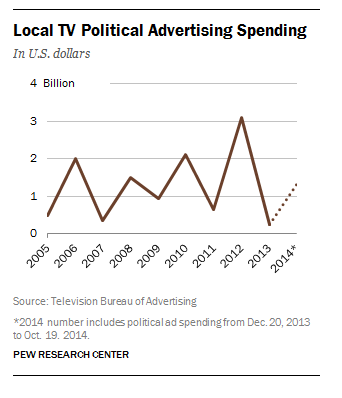 Local TV Political Advertising Spending
In U.S. dollars
4 Billion
3
2
1
0
2005 2006 2007 2008 2009 2010 2011 2012 2013 2014*
Source: Television Bureau of Advertising
*2014 number includes political ad spending from Dec. 20, 2013
to Oct. 19. 2014.
PEW RESEARCH CENTER